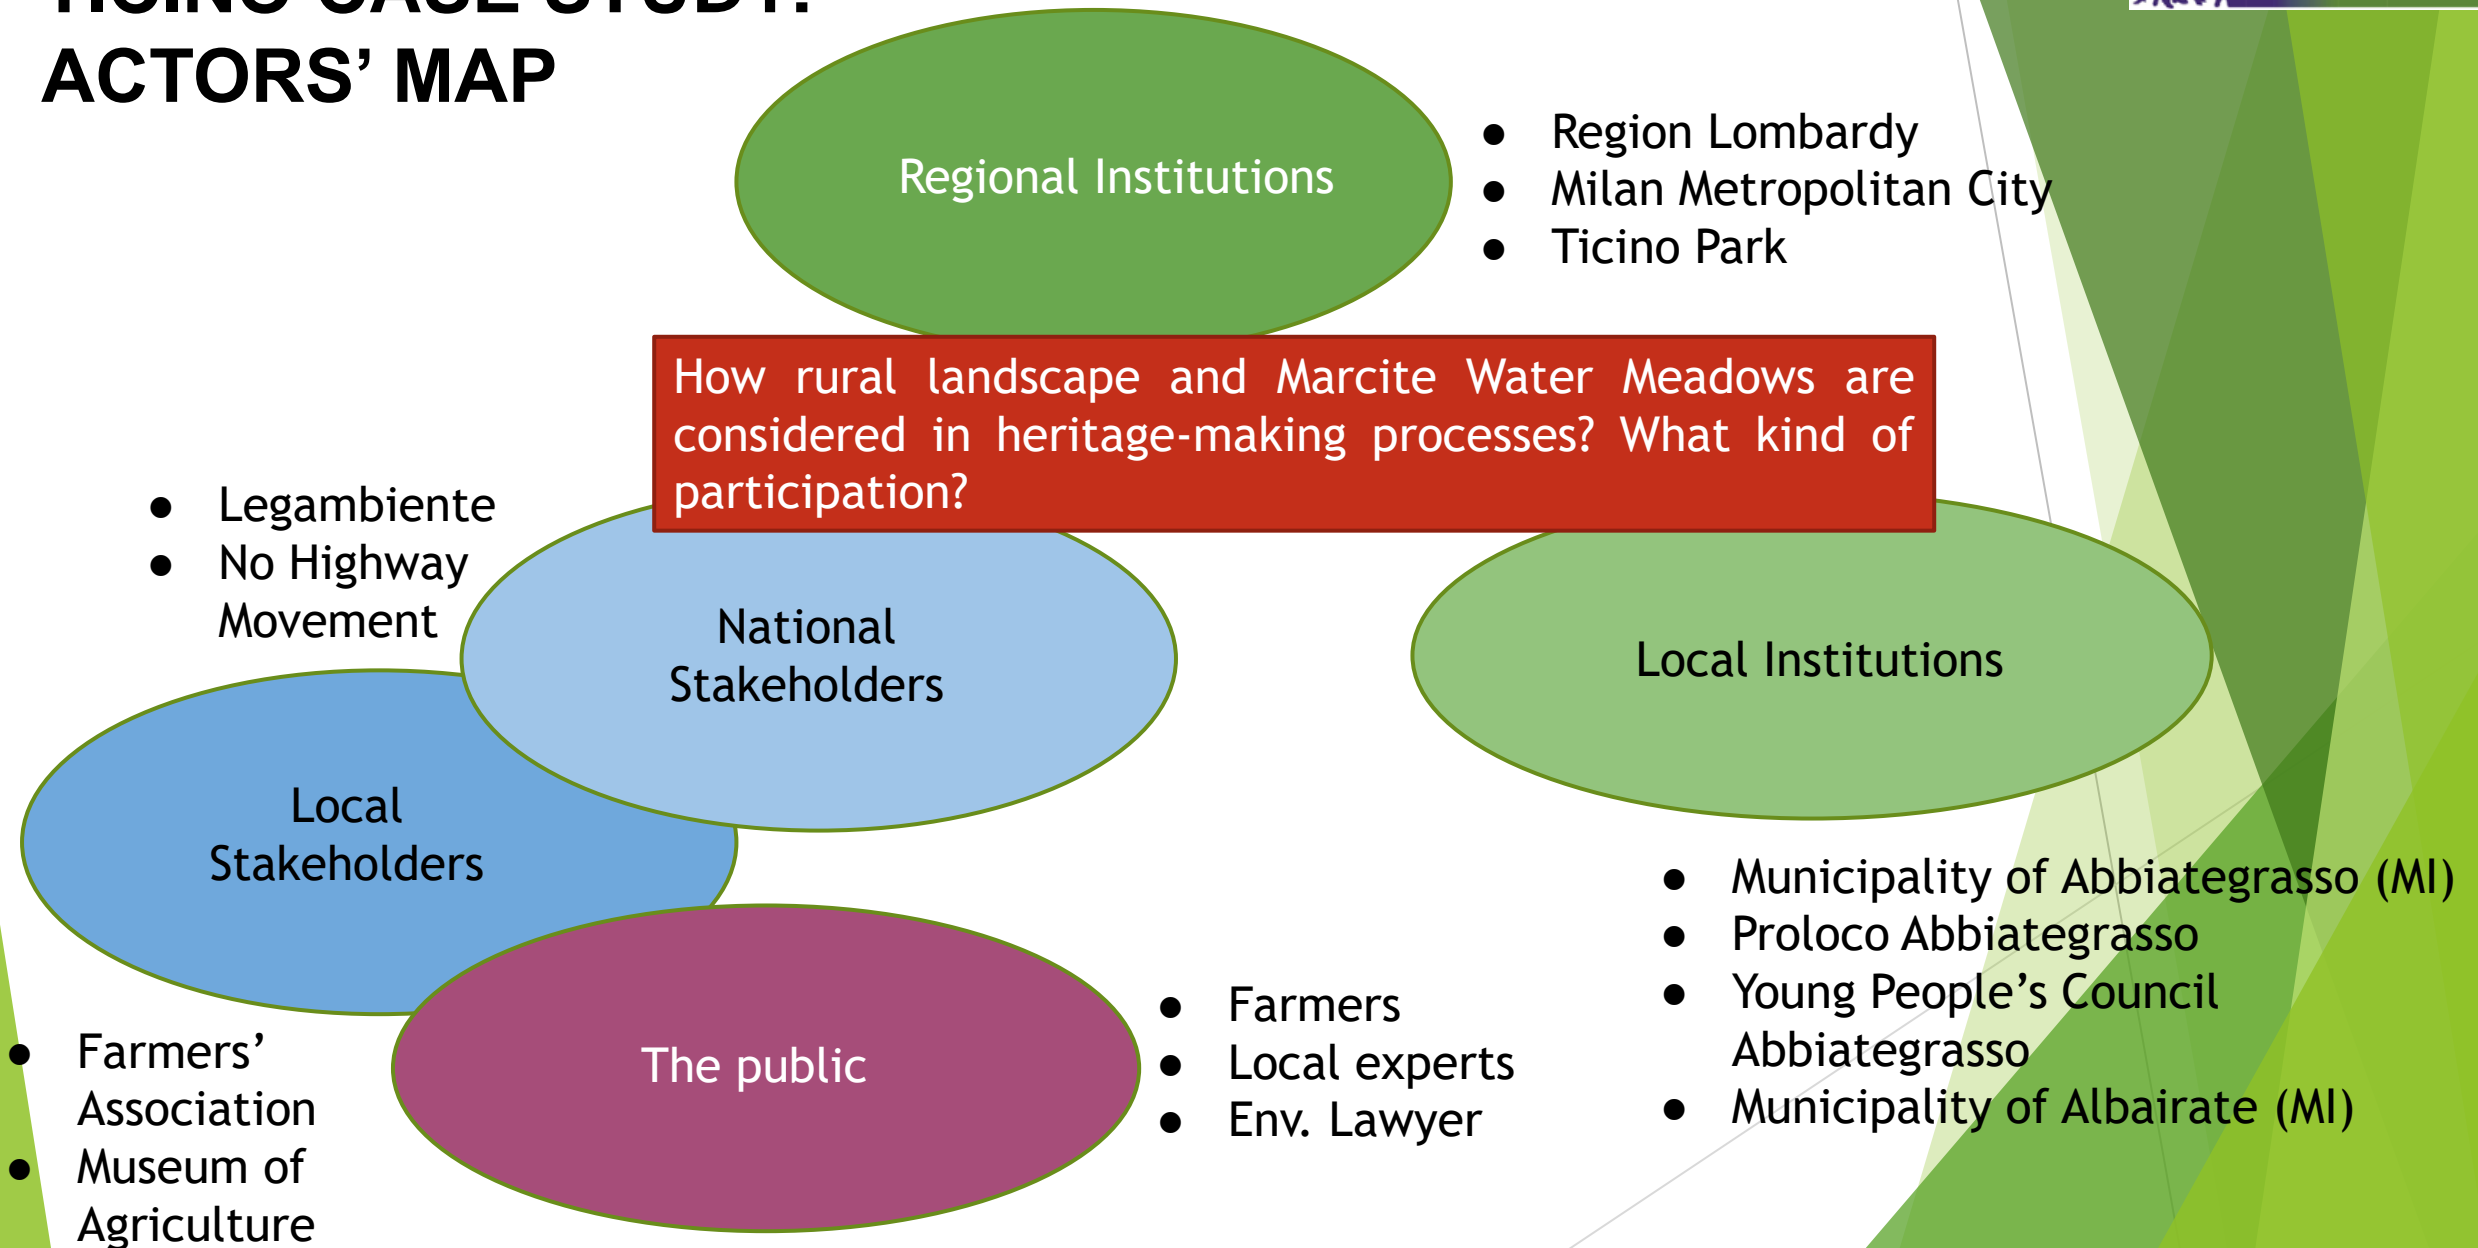 TICINO CASE STUDY:
ACTORS’ MAP
Regional Institutions
● Region Lombardy
● Milan Metropolitan City
● Ticino Park
How rural landscape and Marcite Water Meadows are
considered in heritage-making processes? What kind of
participation?
● Legambiente
● No Highway
Movement
National
Stakeholders
Local Institutions
Local
Stakeholders
● Municipality of Abbiategrasso (MI)
● Proloco Abbiategrasso
● Young People’s Council
Abbiategrasso
● Municipality of Albairate (MI)
The public
● Farmers
● Local experts
● Env. Lawyer
● Farmers’
Association
● Museum of
Agriculture